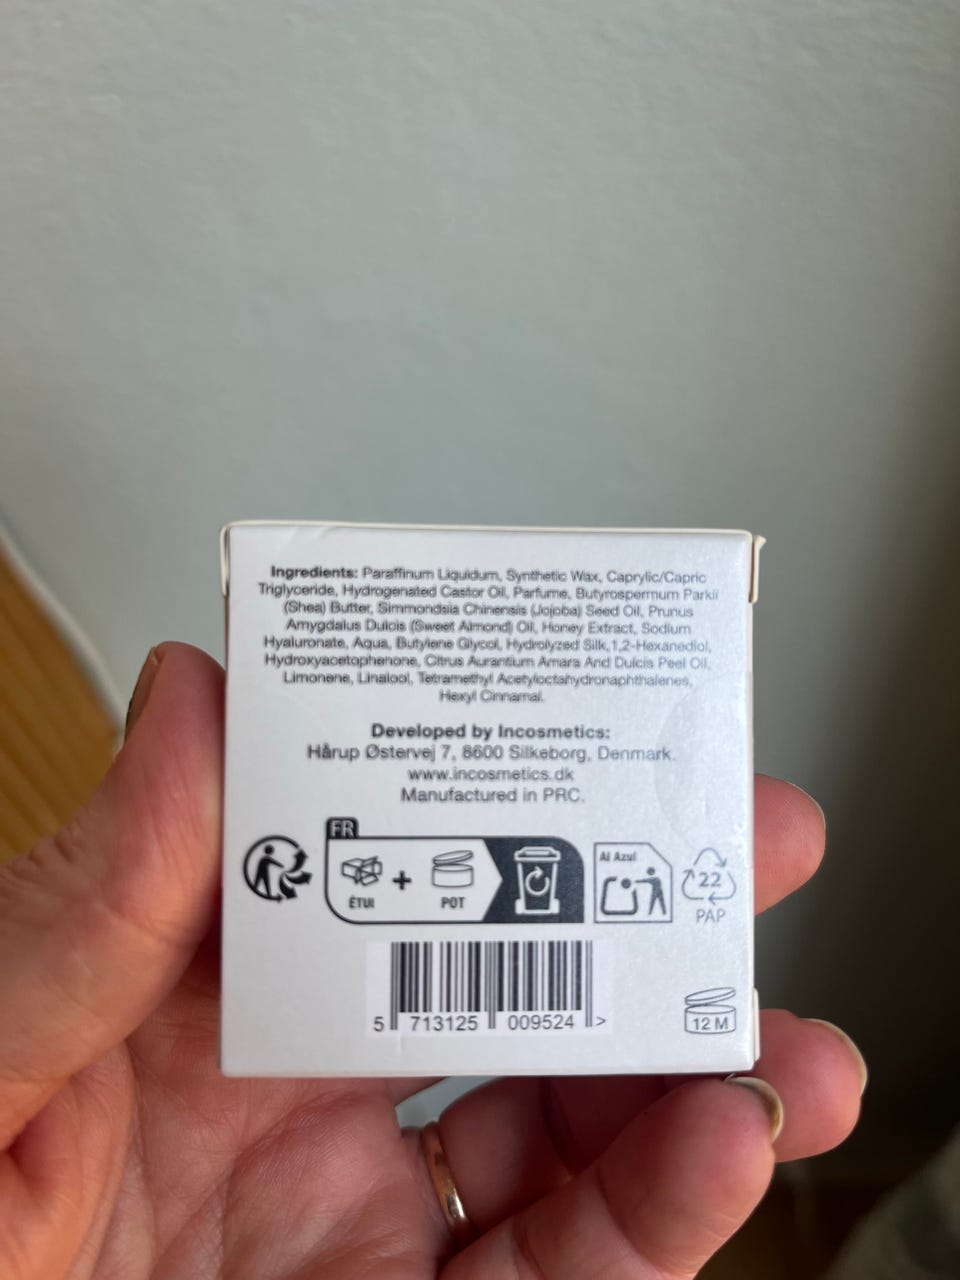 Ingredients: Paraffinum Liquidum, Synthetic Wax, Caprylic/Capric
Triglyceride, Hydrogenated Castor Oil, Parfume, Butyrospermum Parkii
(Shea) Butter, Simmondsia Chinensis (Jojoba) Seed Oil, Prunus
Amygdalus Dulcis (Sweet Almond) Oil, Honey Extract, Sodium
Hyaluronate, Aqua, Butylene Glycol, Hydrolyzed Silk,1,2-Hexanediol,
Hydroxyacetophenone, Citrus Aurantium Amara And Dulcis Peel Oil,
Limonene, Linalool, Tetramethyl Acetyloctahydronaphthalenes,
Hexyl Cinnamal.
Developed by Incosmetics:
Hårup Østervej 7, 8600 Silkeborg, Denmark.
www.incosmetics.dk
Manufactured in PRC.
FR
ÉTUI + POT
Al Azul
22
PAP
5 713125 009524 >
12 M